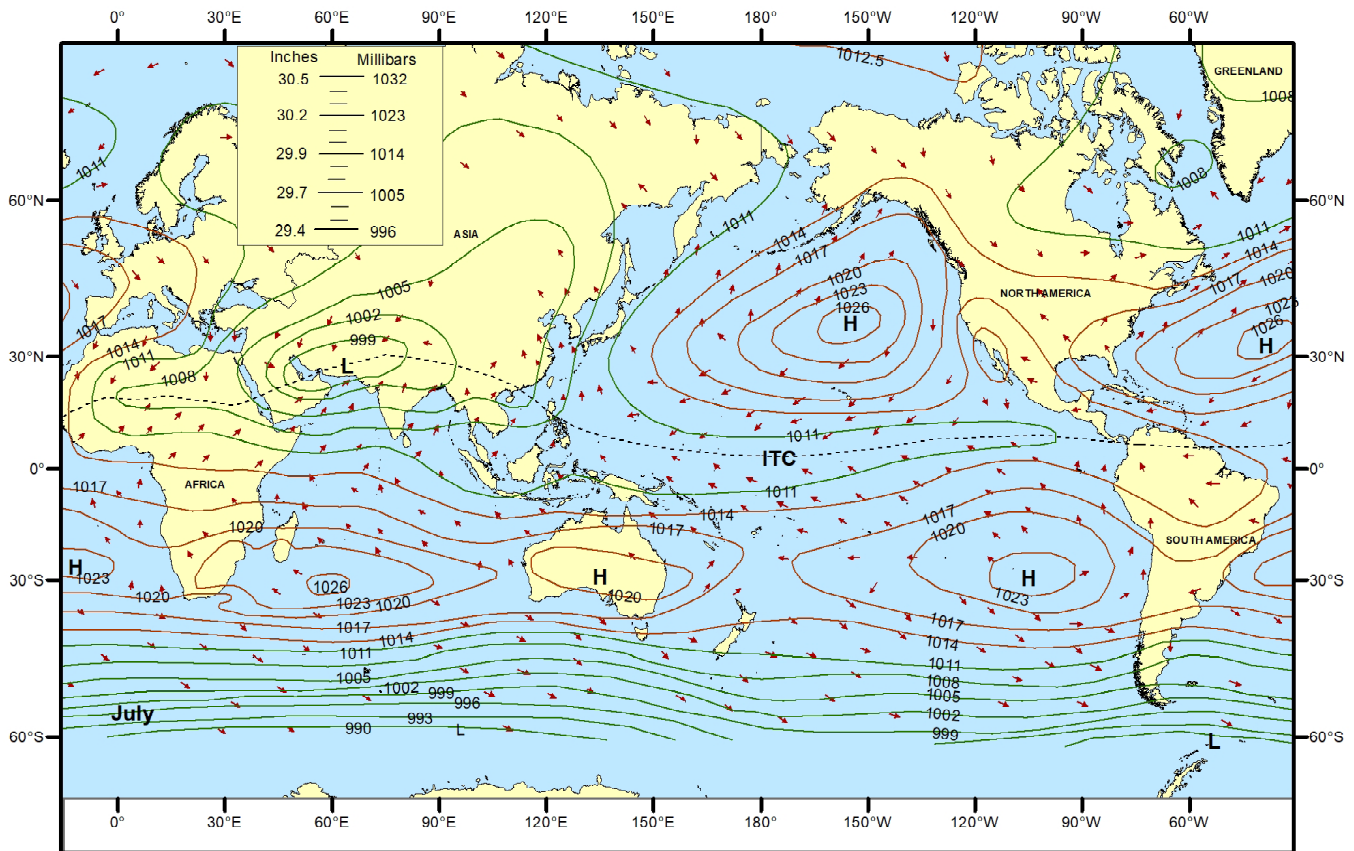 0° 30°E 60°E 90°E 120°E 150°E 180° 150°W 120°W 90°W 60°W
Inches Millibars
30.5 1032
30.2 1023
29.9 1014
29.7 1005
29.4 996
1012.5
GREENLAND
1008
1011
1008
60°N 60°N
ASIA
1011
1011
1014
1014
1017
1017
1005
1020
1020
1023
1023
NORTH AMERICA
1002
1026
1026
1017
999
H
H
1014
1011
30°N 30°N
L
1008
1011
ITC
0° 0°
AFRICA
1017
1011
1014
1017
1017
1020
1020
SOUTH AMERICA
H
1023
H
H
30°S 30°S
1026
1020
1023
1020
1020
1023
1017
1017
1014
1014
1011
1011
1005
1008
1002
999
1005
996
1002
July
993
990
L
999
L
60°S 60°S
0° 30°E 60°E 90°E 120°E 150°E 180° 150°W 120°W 90°W 60°W